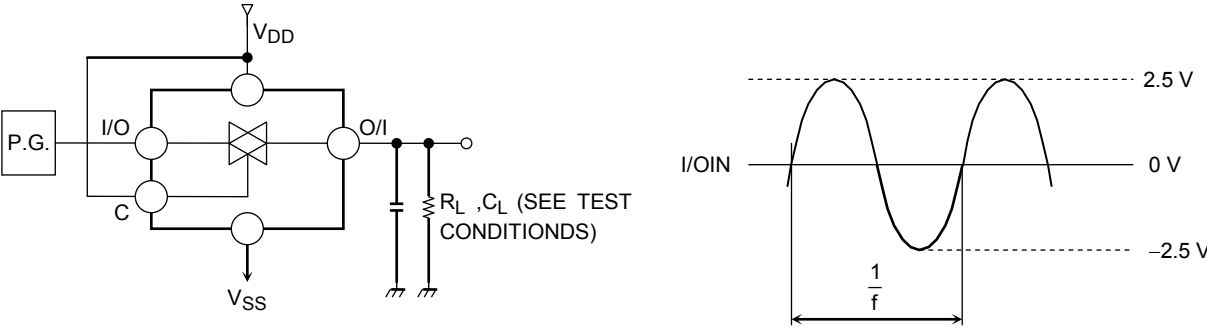 VDD
P.G.
I/O
O/I
C
RL ,CL (SEE TEST
CONDITIONDS)
VSS
2.5 V
I/OIN
0 V
−2.5 V
1
f